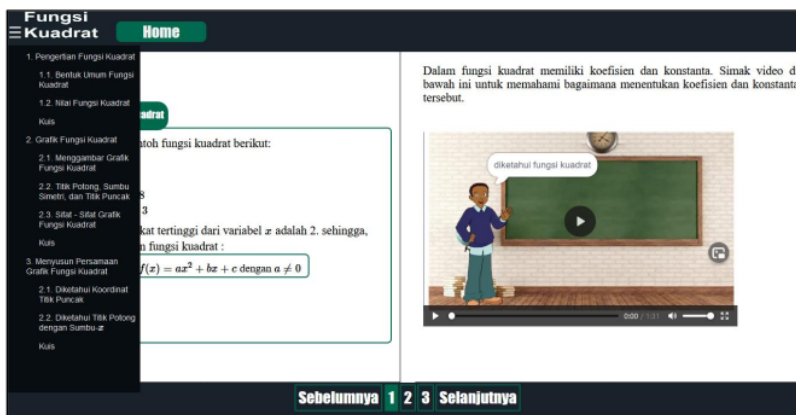 Fungsi
Kuadrat
Home
1. Pengertian Fungsi Kuadrat
1.1. Bentuk Umum Fungsi
Kuadrat
1.2. Nilai Fungsi Kuadrat
Kuis
2. Grafik Fungsi Kuadrat
2.1. Menggambar Grafik
Fungsi Kuadrat
2.2. Titik Potong, Sumbu
Simetri, dan Titik Puncak
2.3. Sifat - Sifat Grafik
Fungsi Kuadrat
Kuis
3. Menyusun Persamaan
Grafik Fungsi Kuadrat
2.1. Diketahui Koordinat
Titik Puncak
2.2. Diketahui Titik Potong
dengan Sumbu-x
Kuis
adrat
ntoh fungsi kuadrat berikut:
8
3
kat tertinggi dari variabel x adalah 2. sehingga,
n fungsi kuadrat :
f(x) = ax² + bx + c dengan a ≠ 0
Dalam fungsi kuadrat memiliki koefisien dan konstanta. Simak video d
bawah ini untuk memahami bagaimana menentukan koefisien dan konstanta
tersebut.
diketahui fungsi kuadrat
0:00 / 1:31
Sebelumnya 1 2 3 Selanjutnya